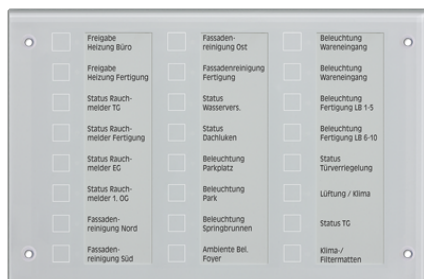 Freigabe
Heizung Büro
Freigabe
Heizung Fertigung
Status Rauch-
melder TG
Status Rauch-
melder Fertigung
Status Rauch-
melder EG
Status Rauch-
melder 1. OG
Fassaden-
reinigung Nord
Fassaden-
reinigung Süd
Fassaden-
reinigung Ost
Fassadenreinigung
Fertigung
Status
Wasservers.
Status
Dachluken
Beleuchtung
Parkplatz
Beleuchtung
Park
Beleuchtung
Springbrunnen
Ambiente Bel.
Foyer
Beleuchtung
Wareneingang
Beleuchtung
Wareneingang
Beleuchtung
Fertigung LB 1-5
Beleuchtung
Fertigung LB 6-10
Status
Türverriegelung
Lüftung / Klima
Status TG
Klima-/
Filtermatten